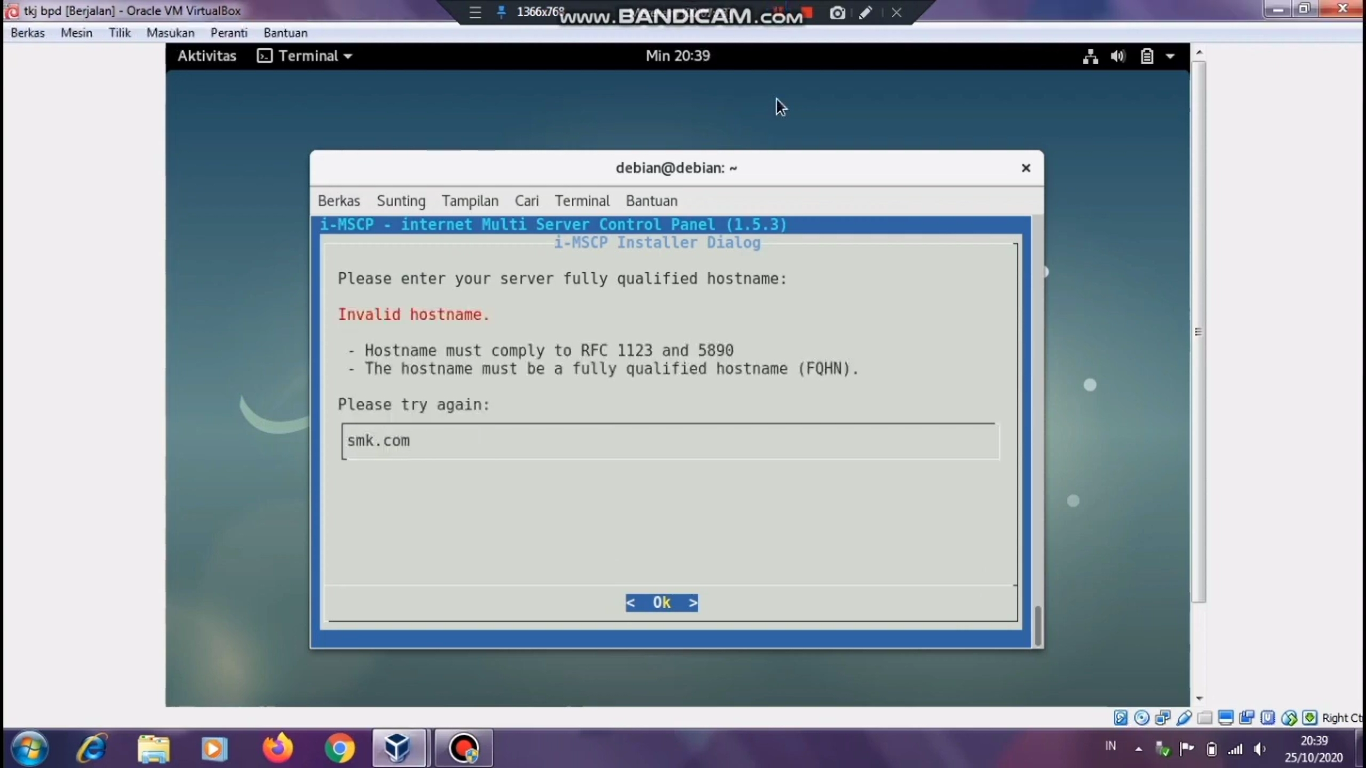 tkj bpd [Berjalan] - Oracle VM VirtualBox
1366x768
www.BANDICAM.com
Berkas Mesin Tilik Masukan Peranti Bantuan
Aktivitas Terminal Min 20:39
debian@debian: ~
Berkas Sunting Tampilan Cari Terminal Bantuan
i-MSCP - internet Multi Server Control Panel (1.5.3)
i-MSCP Installer Dialog
Please enter your server fully qualified hostname:
Invalid hostname.
- Hostname must comply to RFC 1123 and 5890
- The hostname must be a fully qualified hostname (FQHN).
Please try again:
smk.com
< Ok >
Right Ct
IN
20:39
25/10/2020